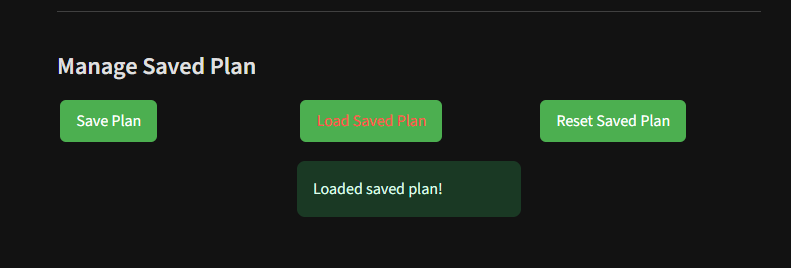 Manage Saved Plan
Save Plan
Load Saved Plan
Reset Saved Plan
Loaded saved plan!